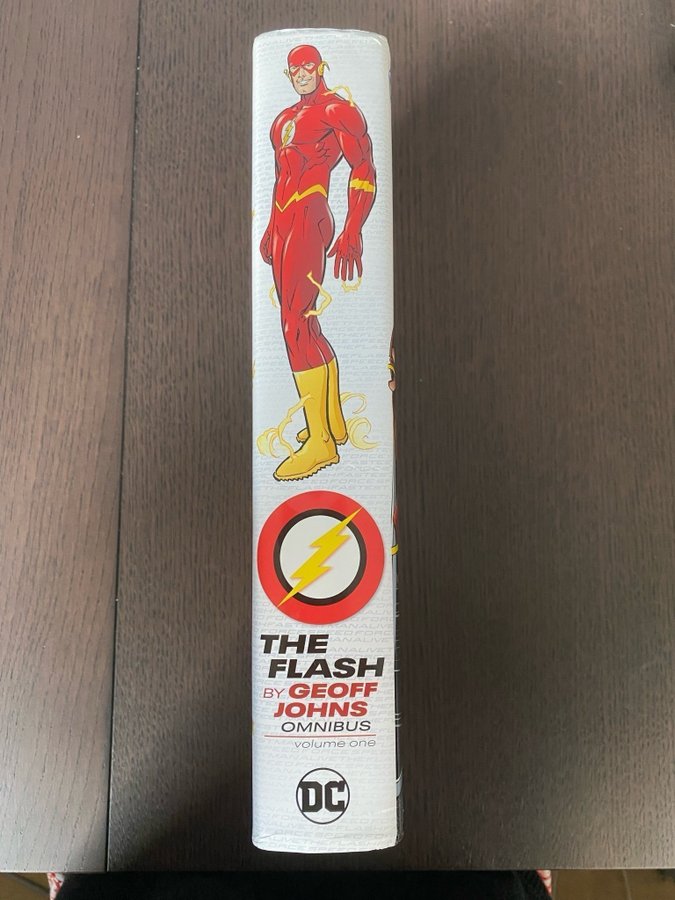 THE
FLASH
BY GEOFF
JOHNS
OMNIBUS
volume one
DC